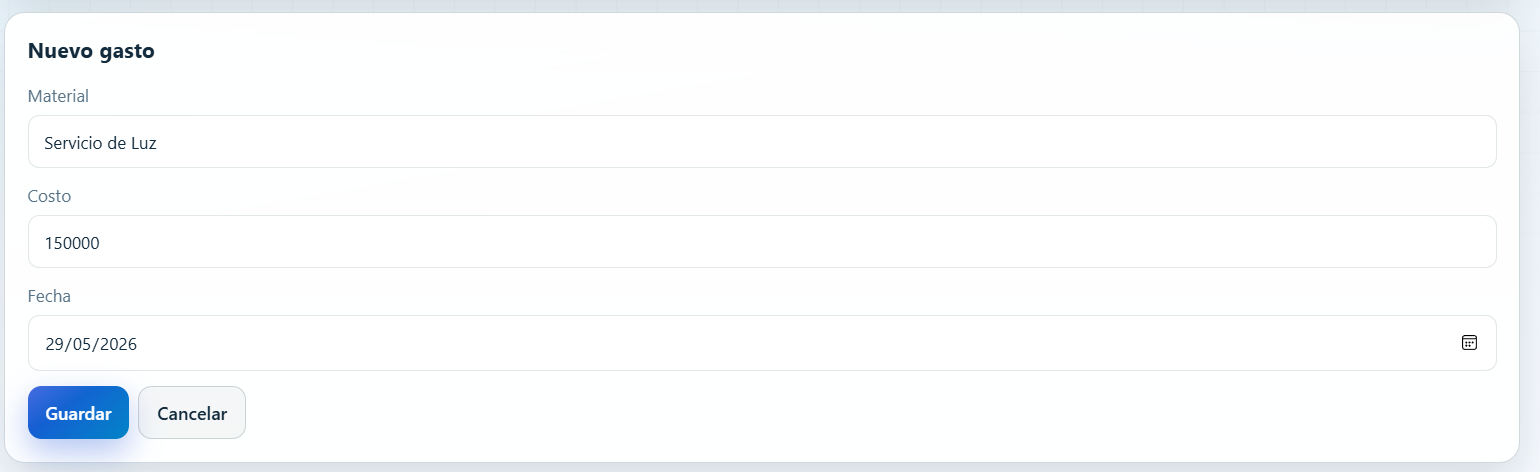 Nuevo gasto
Material
Servicio de Luz
Costo
150000
Fecha
29/05/2026
Guardar Cancelar